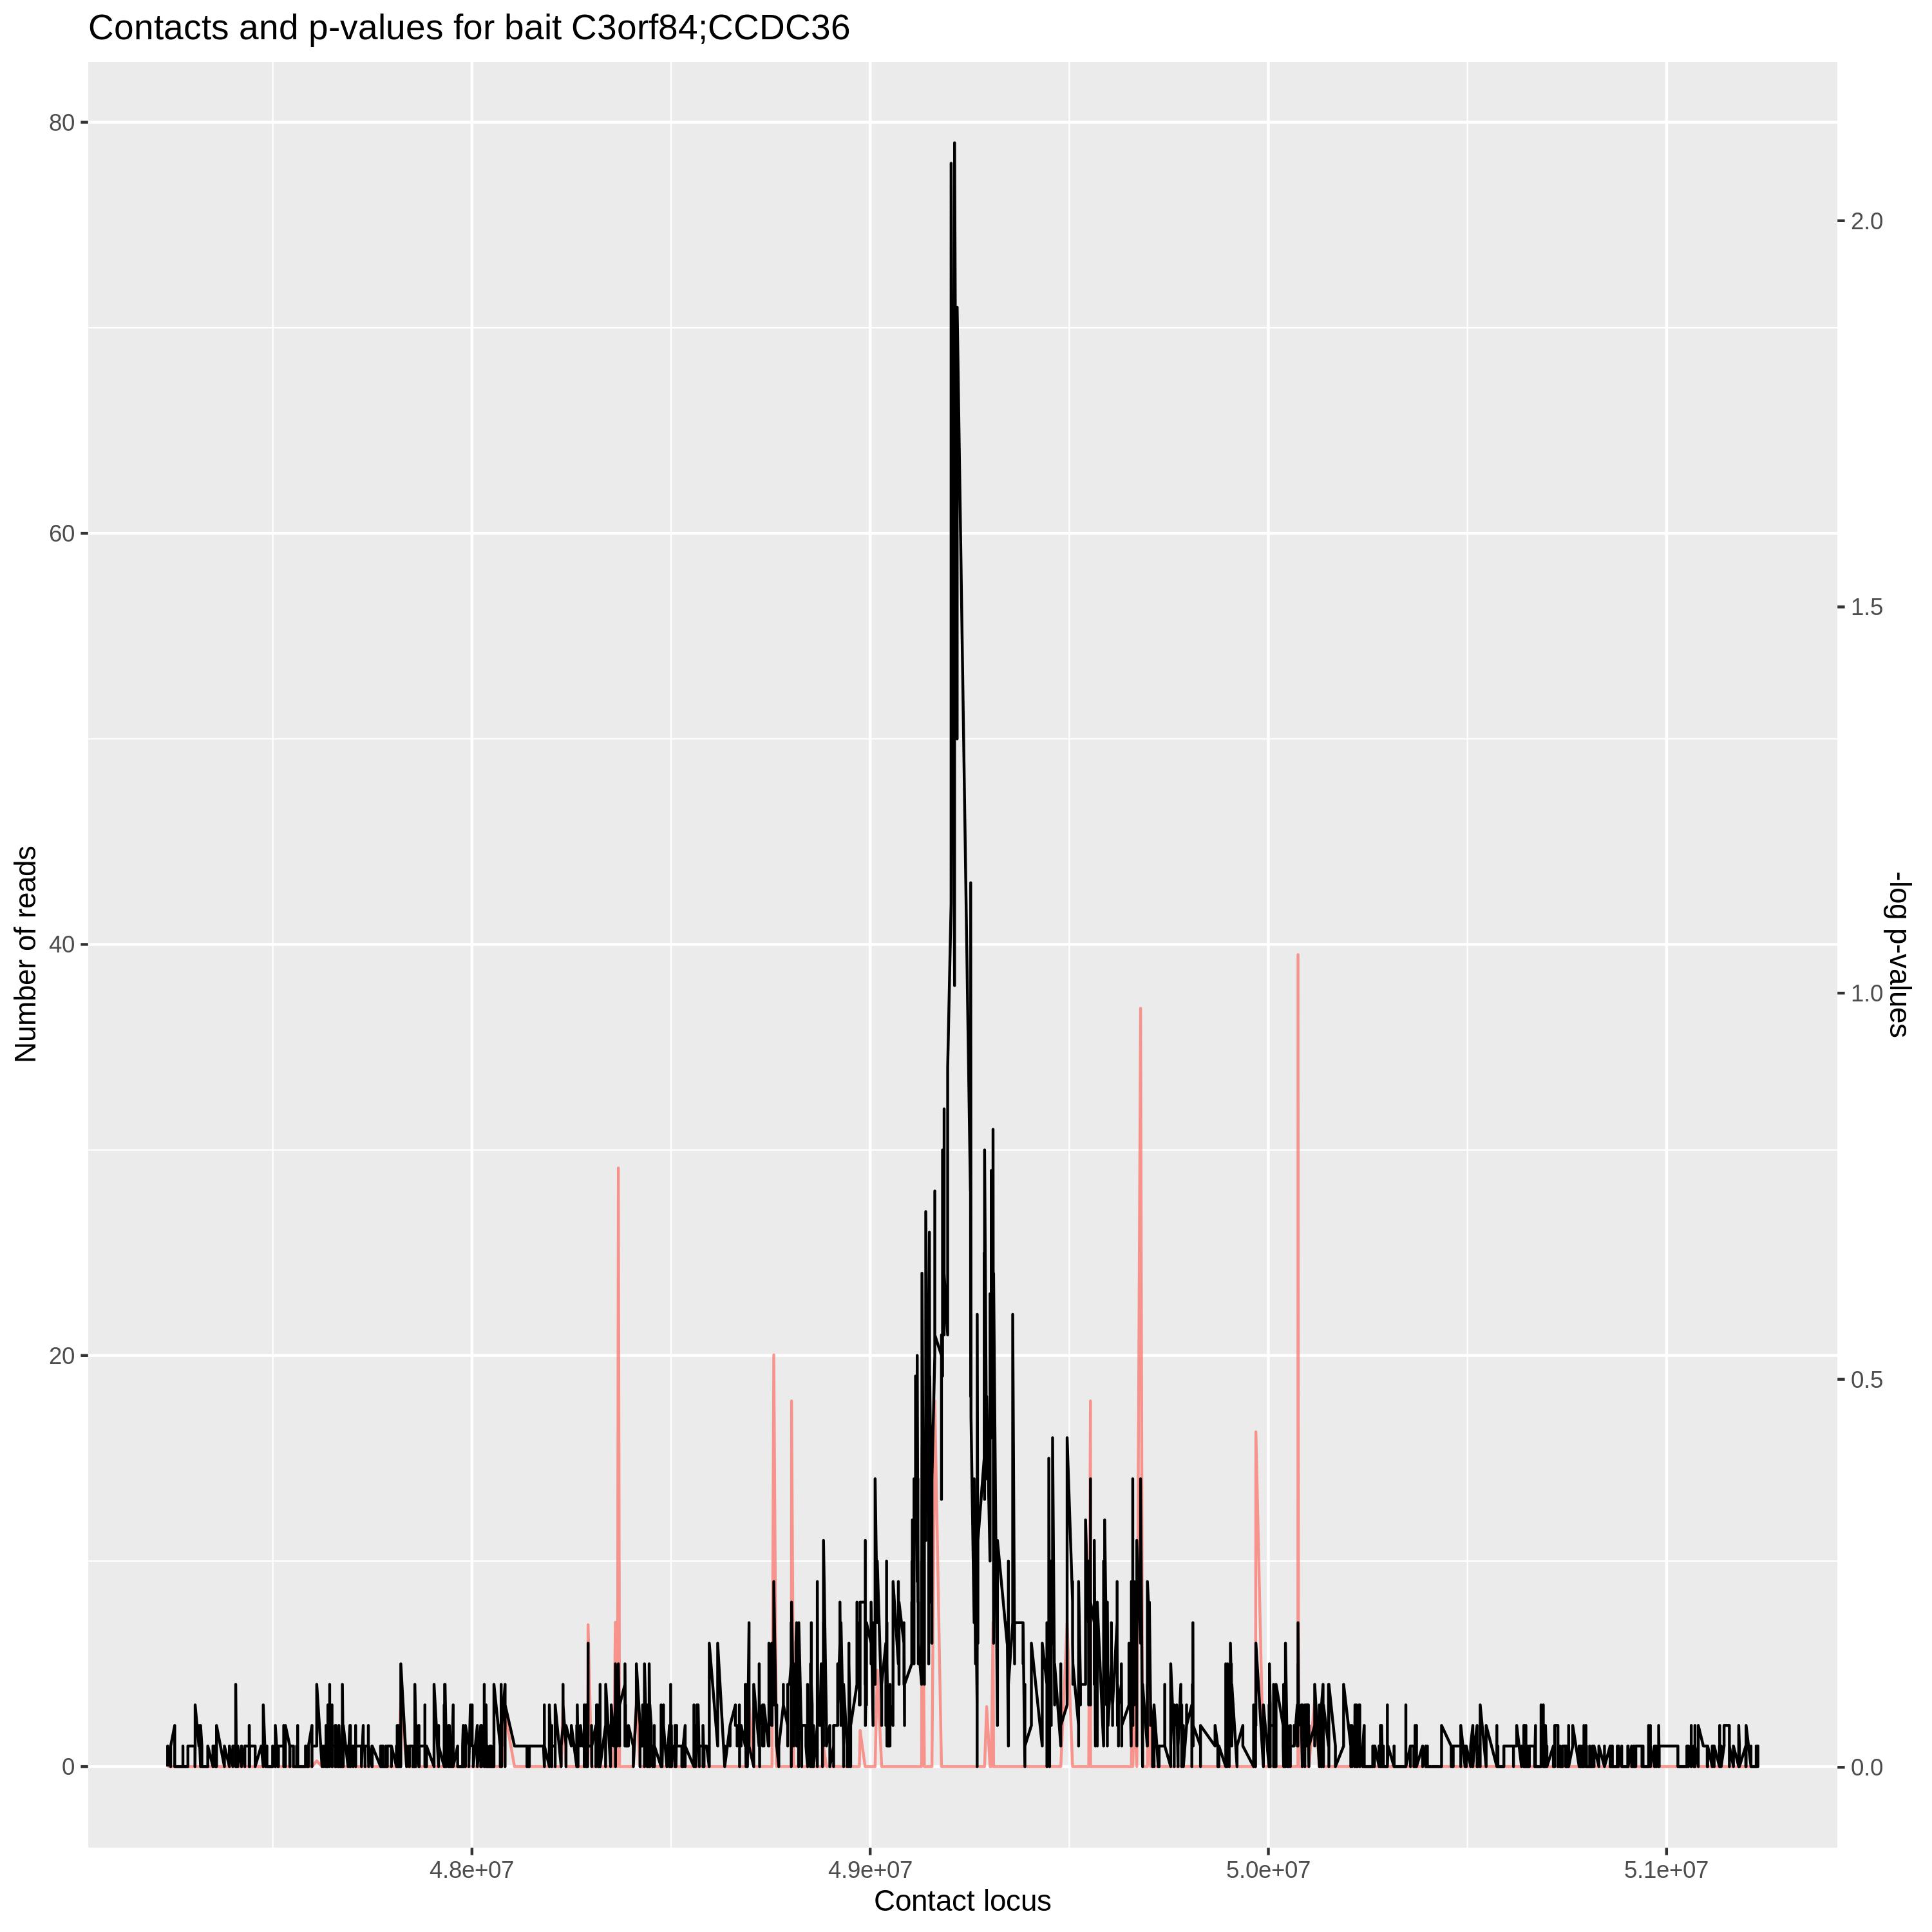 Contacts and p-values for bait C3orf84;CCDC36
80
60
40
20
0
Number of reads
2.0
1.5
1.0
0.5
0.0
-log p-values
4.8e+07
4.9e+07
5.0e+07
5.1e+07
Contact locus